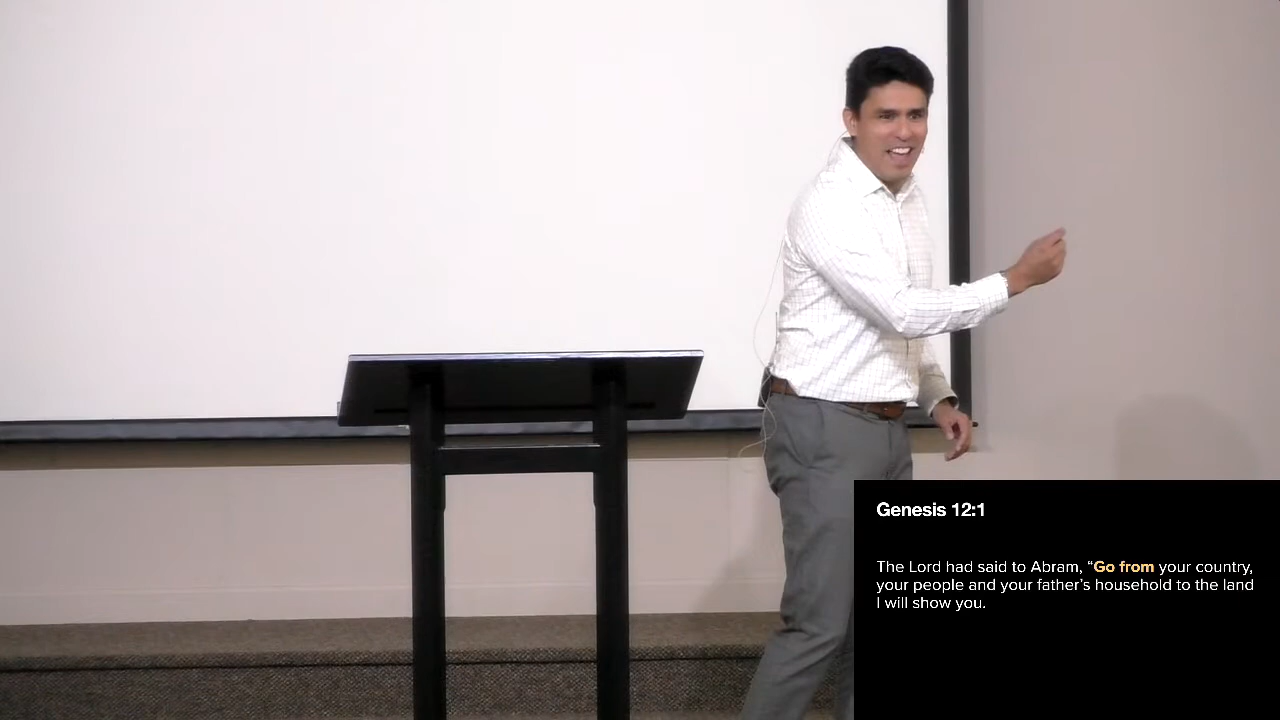 Genesis 12:1
The Lord had said to Abram, “Go from your country,
your people and your father’s household to the land
I will show you.